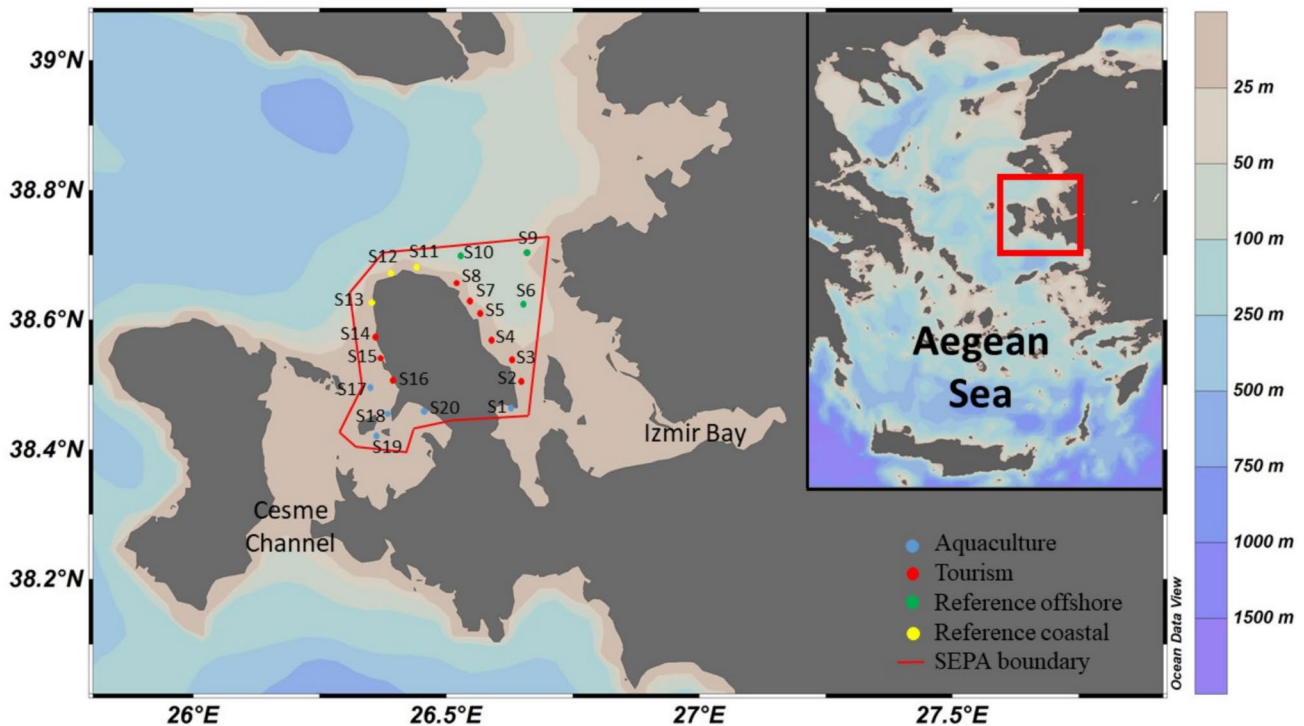 39°N
38.8°N
38.6°N
38.4°N
38.2°N
26°E
26.5°E
27°E
27.5°E
S9
S12
S11
S10
S8
S13
S7
S6
S5
S14
S4
S15
S3
S16
S2
S17
S18
S20
S1
S19
Izmir Bay
Cesme
Channel
Aegean
Sea
Aquaculture
Tourism
Reference offshore
Reference coastal
SEPA boundary
Ocean Data View
25 m
50 m
100 m
250 m
500 m
750 m
1000 m
1500 m